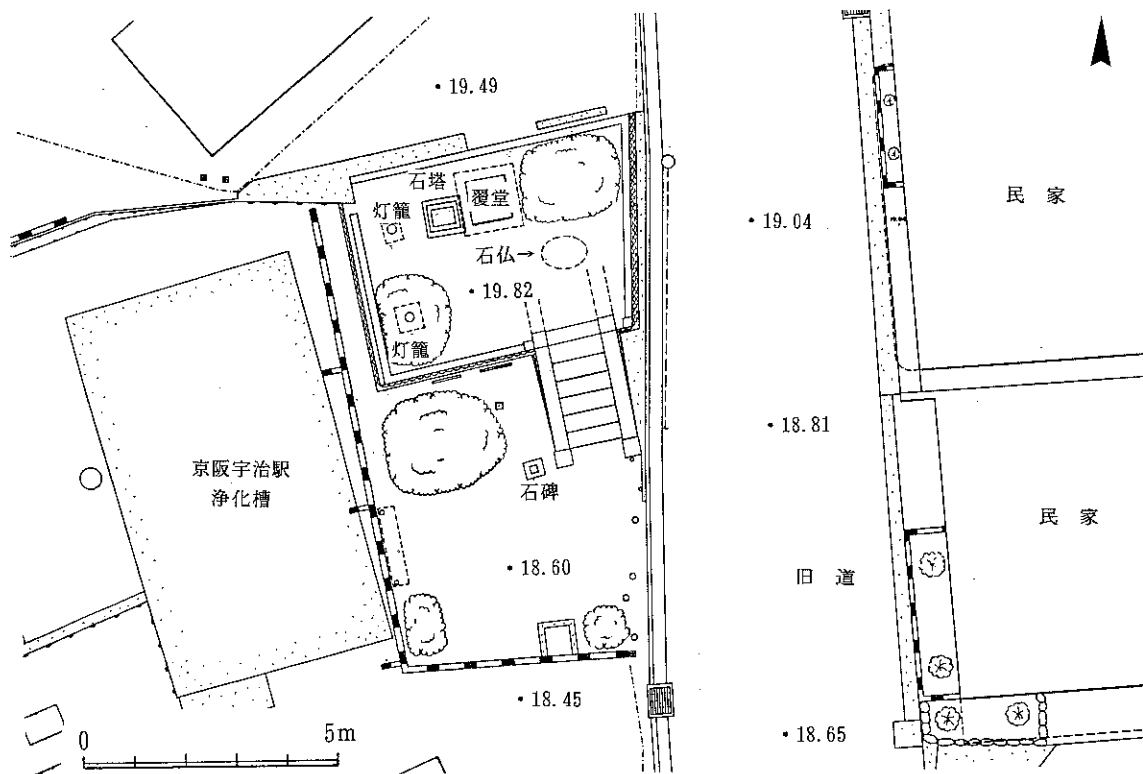 • 19.49
石塔
覆堂
灯籠
• 19.04
民 家
石仏→
• 19.82
灯籠
• 18.81
京阪宇治駅
浄化槽
石碑
民 家
• 18.60
旧 道
• 18.45
• 18.65
0 5m